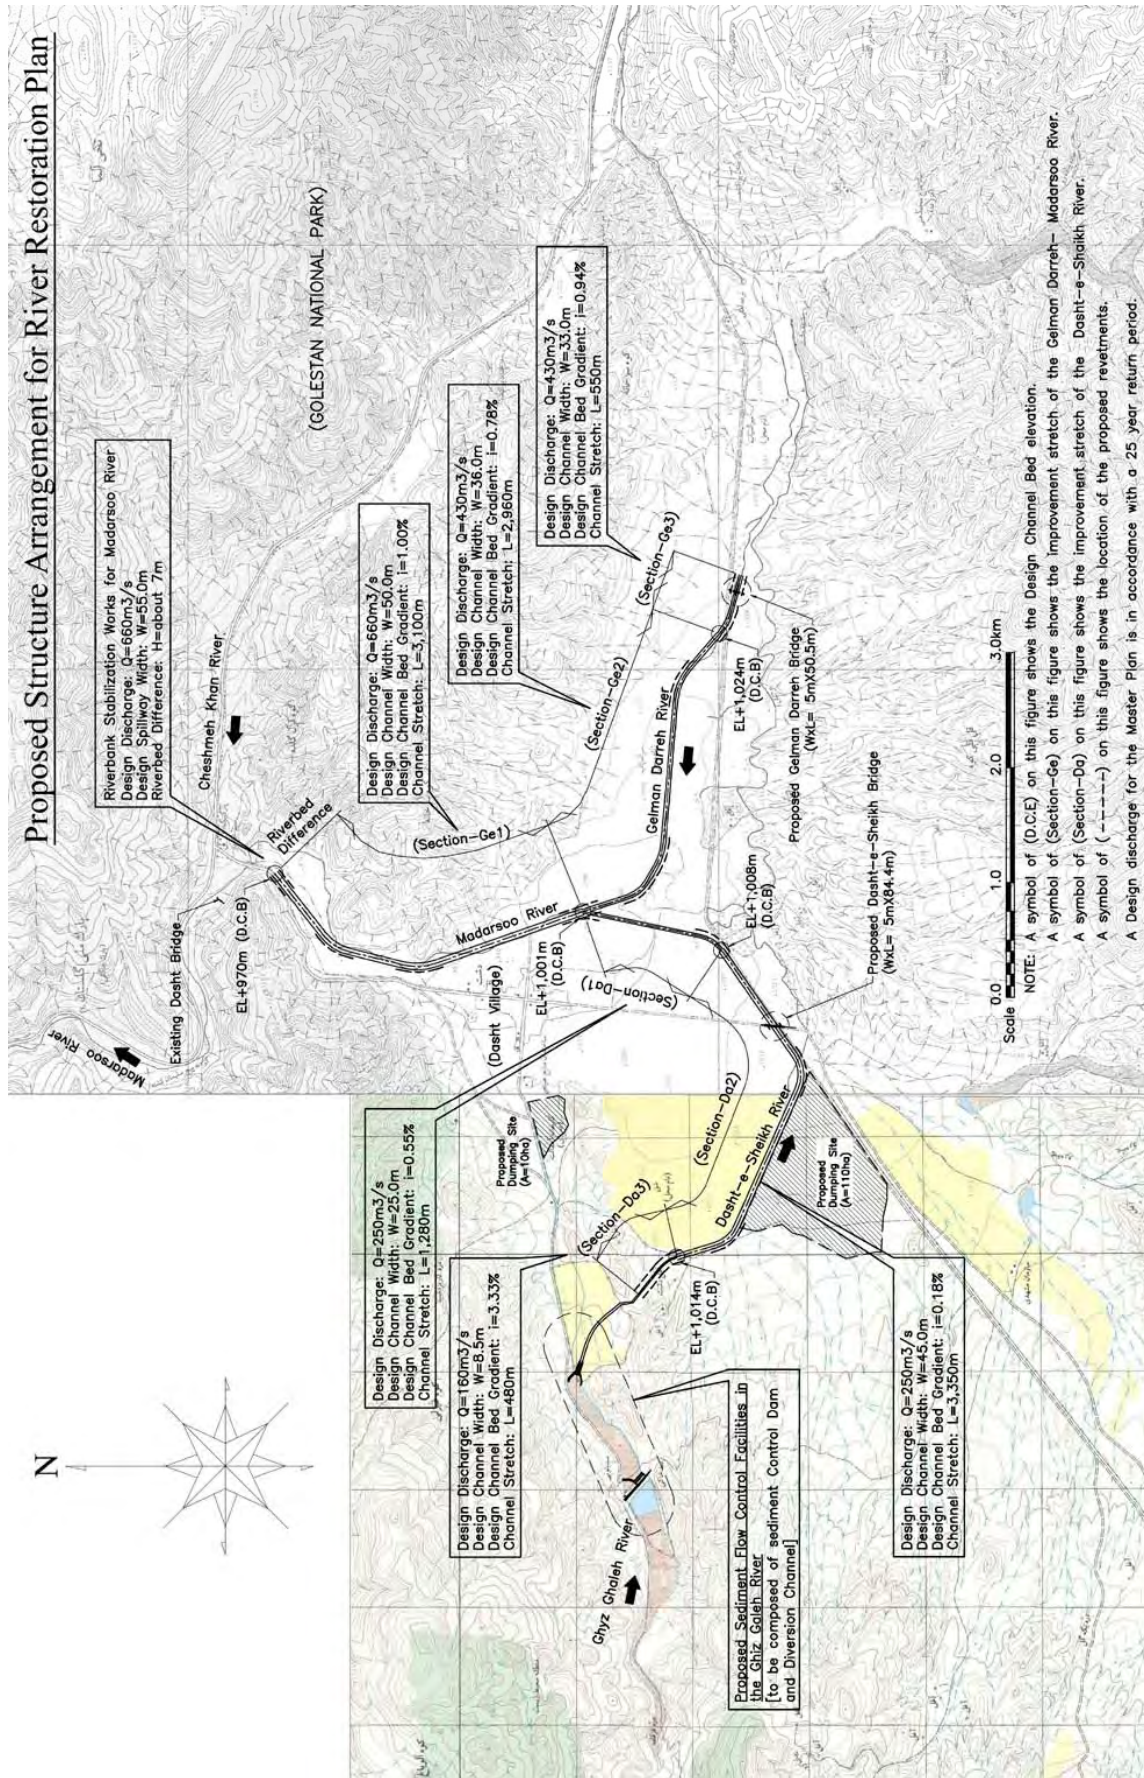 Proposed Structure Arrangement for River Restoration Plan
N
Riverbank Stabilization Works for Madarsoo River
Design Discharge: Q=660m3/s
Design Spillway Width: W=55.0m
Riverbed Difference: H=about 7m
(GOLESTAN NATIONAL PARK)
Cheshmeh Khan River
Madarsoo River
Existing Dasht Bridge
EL+970m (D.C.B)
Riverbed
Difference
Design Discharge: Q=660m3/s
Design Channel Width: W=50.0m
Design Channel Bed Gradient: i=1.00%
Channel Stretch: L=3,100m
(Section-Ge1)
Design Discharge: Q=430m3/s
Design Channel Width: W=36.0m
Design Channel Bed Gradient: i=0.78%
Channel Stretch: L=2,960m
(Section-Ge2)
Design Discharge: Q=430m3/s
Design Channel Width: W=33.0m
Design Channel Bed Gradient: i=0.94%
Channel Stretch: L=550m
(Section-Ge3)
Design Discharge: Q=250m3/s
Design Channel Width: W=25.0m
Design Channel Bed Gradient: i=0.55%
Channel Stretch: L=1,280m
Design Discharge: Q=160m3/s
Design Channel Width: W=8.5m
Design Channel Bed Gradient: i=3.33%
Channel Stretch: L=480m
Proposed
Dumping Site
(A=10ha)
(Dasht Village)
Madarsoo River
EL+1,001m
(D.C.B)
(Section-Da1)
(Section-Da2)
(Section-Da3)
Gelman Darreh River
EL+1,024m
(D.C.B)
Proposed Gelman Darreh Bridge
(WxL= 5mX50.5m)
EL+1,008m
(D.C.B)
Proposed Dasht-e-Sheikh Bridge
(WxL= 5mX84.4m)
Dasht-e-Sheikh River
Proposed
Dumping Site
(A=110ha)
EL+1,014m
(D.C.B)
Ghyz Ghaleh River
Proposed Sediment Flow Control Facilities in
the Ghiz Galeh River
[to be composed of sediment Control Dam
and Diversion Channel]
Design Discharge: Q=250m3/s
Design Channel Width: W=45.0m
Design Channel Bed Gradient: i=0.18%
Channel Stretch: L=3,350m
Scale
0.0 1.0 2.0 3.0km
NOTE: A symbol of (D.C.E) on this figure shows the Design Channel Bed elevation.
A symbol of (Section-Ge) on this figure shows the improvement stretch of the Gelman Darreh- Madarsoo River.
A symbol of (Section-Da) on this figure shows the improvement stretch of the Dasht-e-Shaikh River.
A symbol of (-----) on this figure shows the location of the proposed revetments.
A Design discharge for the Master Plan is in accordance with a 25 year return period.